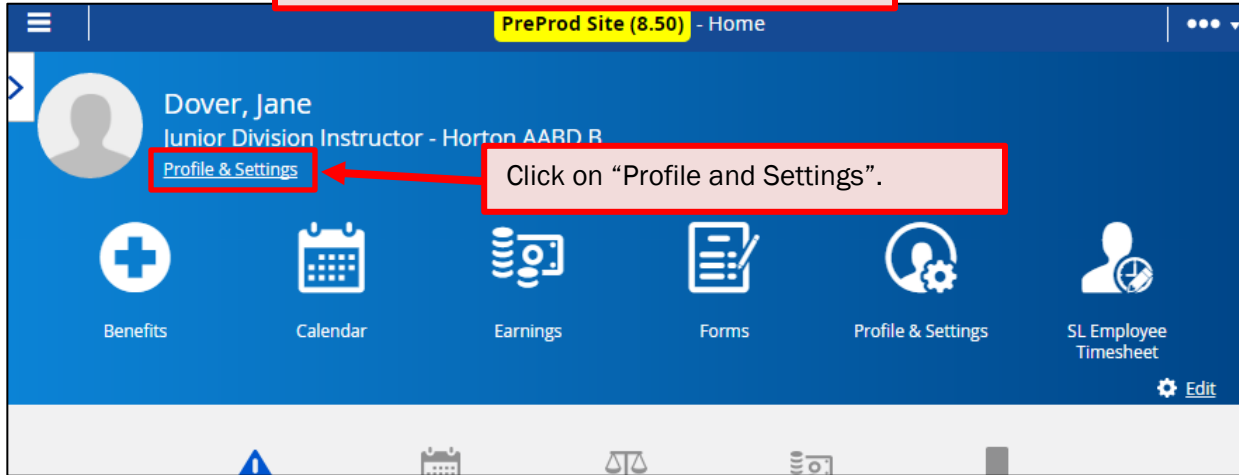 PreProd Site (8.50) - Home
Dover, Jane
Junior Division Instructor - Horton AABD B
Profile & Settings
Click on “Profile and Settings”.
Benefits
Calendar
Earnings
Forms
Profile & Settings
SL Employee
Timesheet
Edit